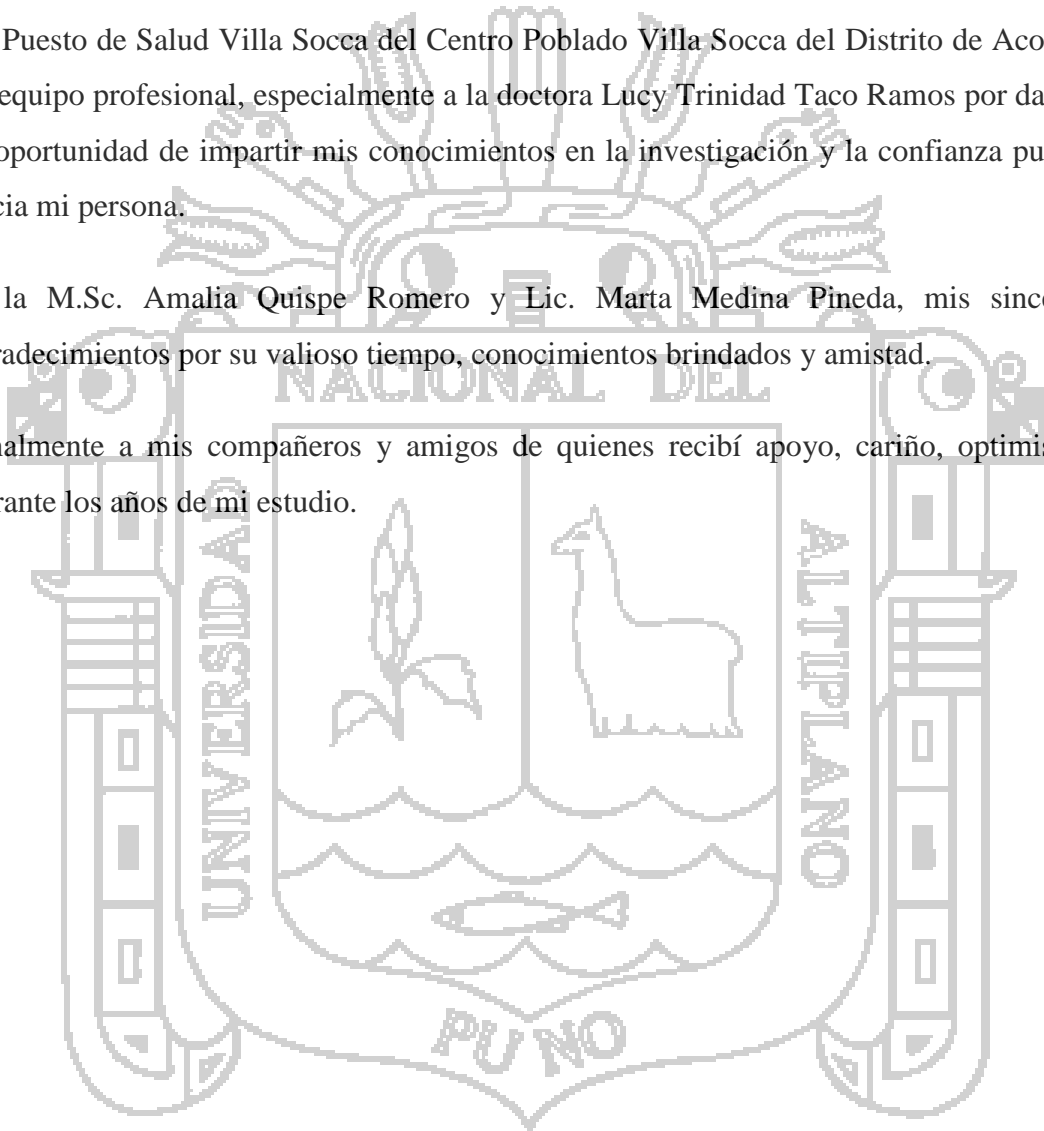 Puesto de Salud Villa Socca del Centro Poblado Villa Socca del Distrito de Aco
equipo profesional, especialmente a la doctora Lucy Trinidad Taco Ramos por da
oportunidad de impartir mis conocimientos en la investigación y la confianza pu
cia mi persona.
la M.Sc. Amalia Quispe Romero y Lic. Marta Medina Pineda, mis since
radecimientos por su valioso tiempo, conocimientos brindados y amistad.
NACIONAL DEL
nalmente a mis compañeros y amigos de quienes recibí apoyo, cariño, optimis
rante los años de mi estudio.
UNIVERSIDAD
ALTIPLANO
PUNO